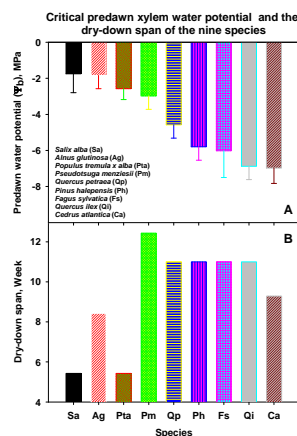 Critical predawn xylem water potential and the
dry-down span of the nine species
Predawn water potential (Ψb), MPa
0
-2
-4
-6
-8
Salix alba (Sa)
Alnus glutinosa (Ag)
Populus tremula x alba (Pta)
Pseudotsuga menziesii (Pm)
Quercus petraea (Qp)
Pinus halepensis (Ph)
Fagus sylvatica (Fs)
Quercus ilex (Qi)
Cedrus atlantica (Ca)
A
Dry-down span, Week
12
10
8
6
4
B
Sa Ag Pta Pm Qp Ph Fs Qi Ca
Species